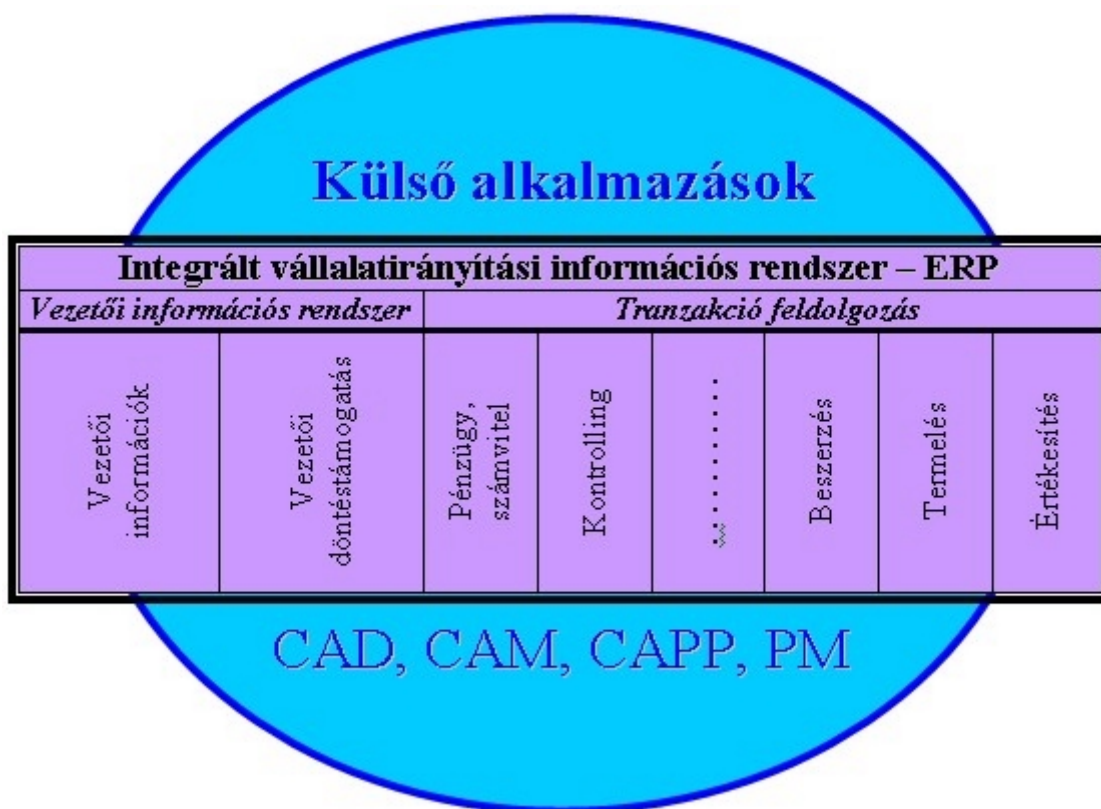 Külső alkalmazások
Integrált vállalatirányítási információs rendszer – ERP
Vezetői információs rendszer
Tranzakció feldolgozás
Vezetői
információk
Vezetői
döntéstámogatás
Pénzügy,
számvitel
Kontrolling
...........
Beszerzés
Termelés
Értékesítés
CAD, CAM, CAPP, PM